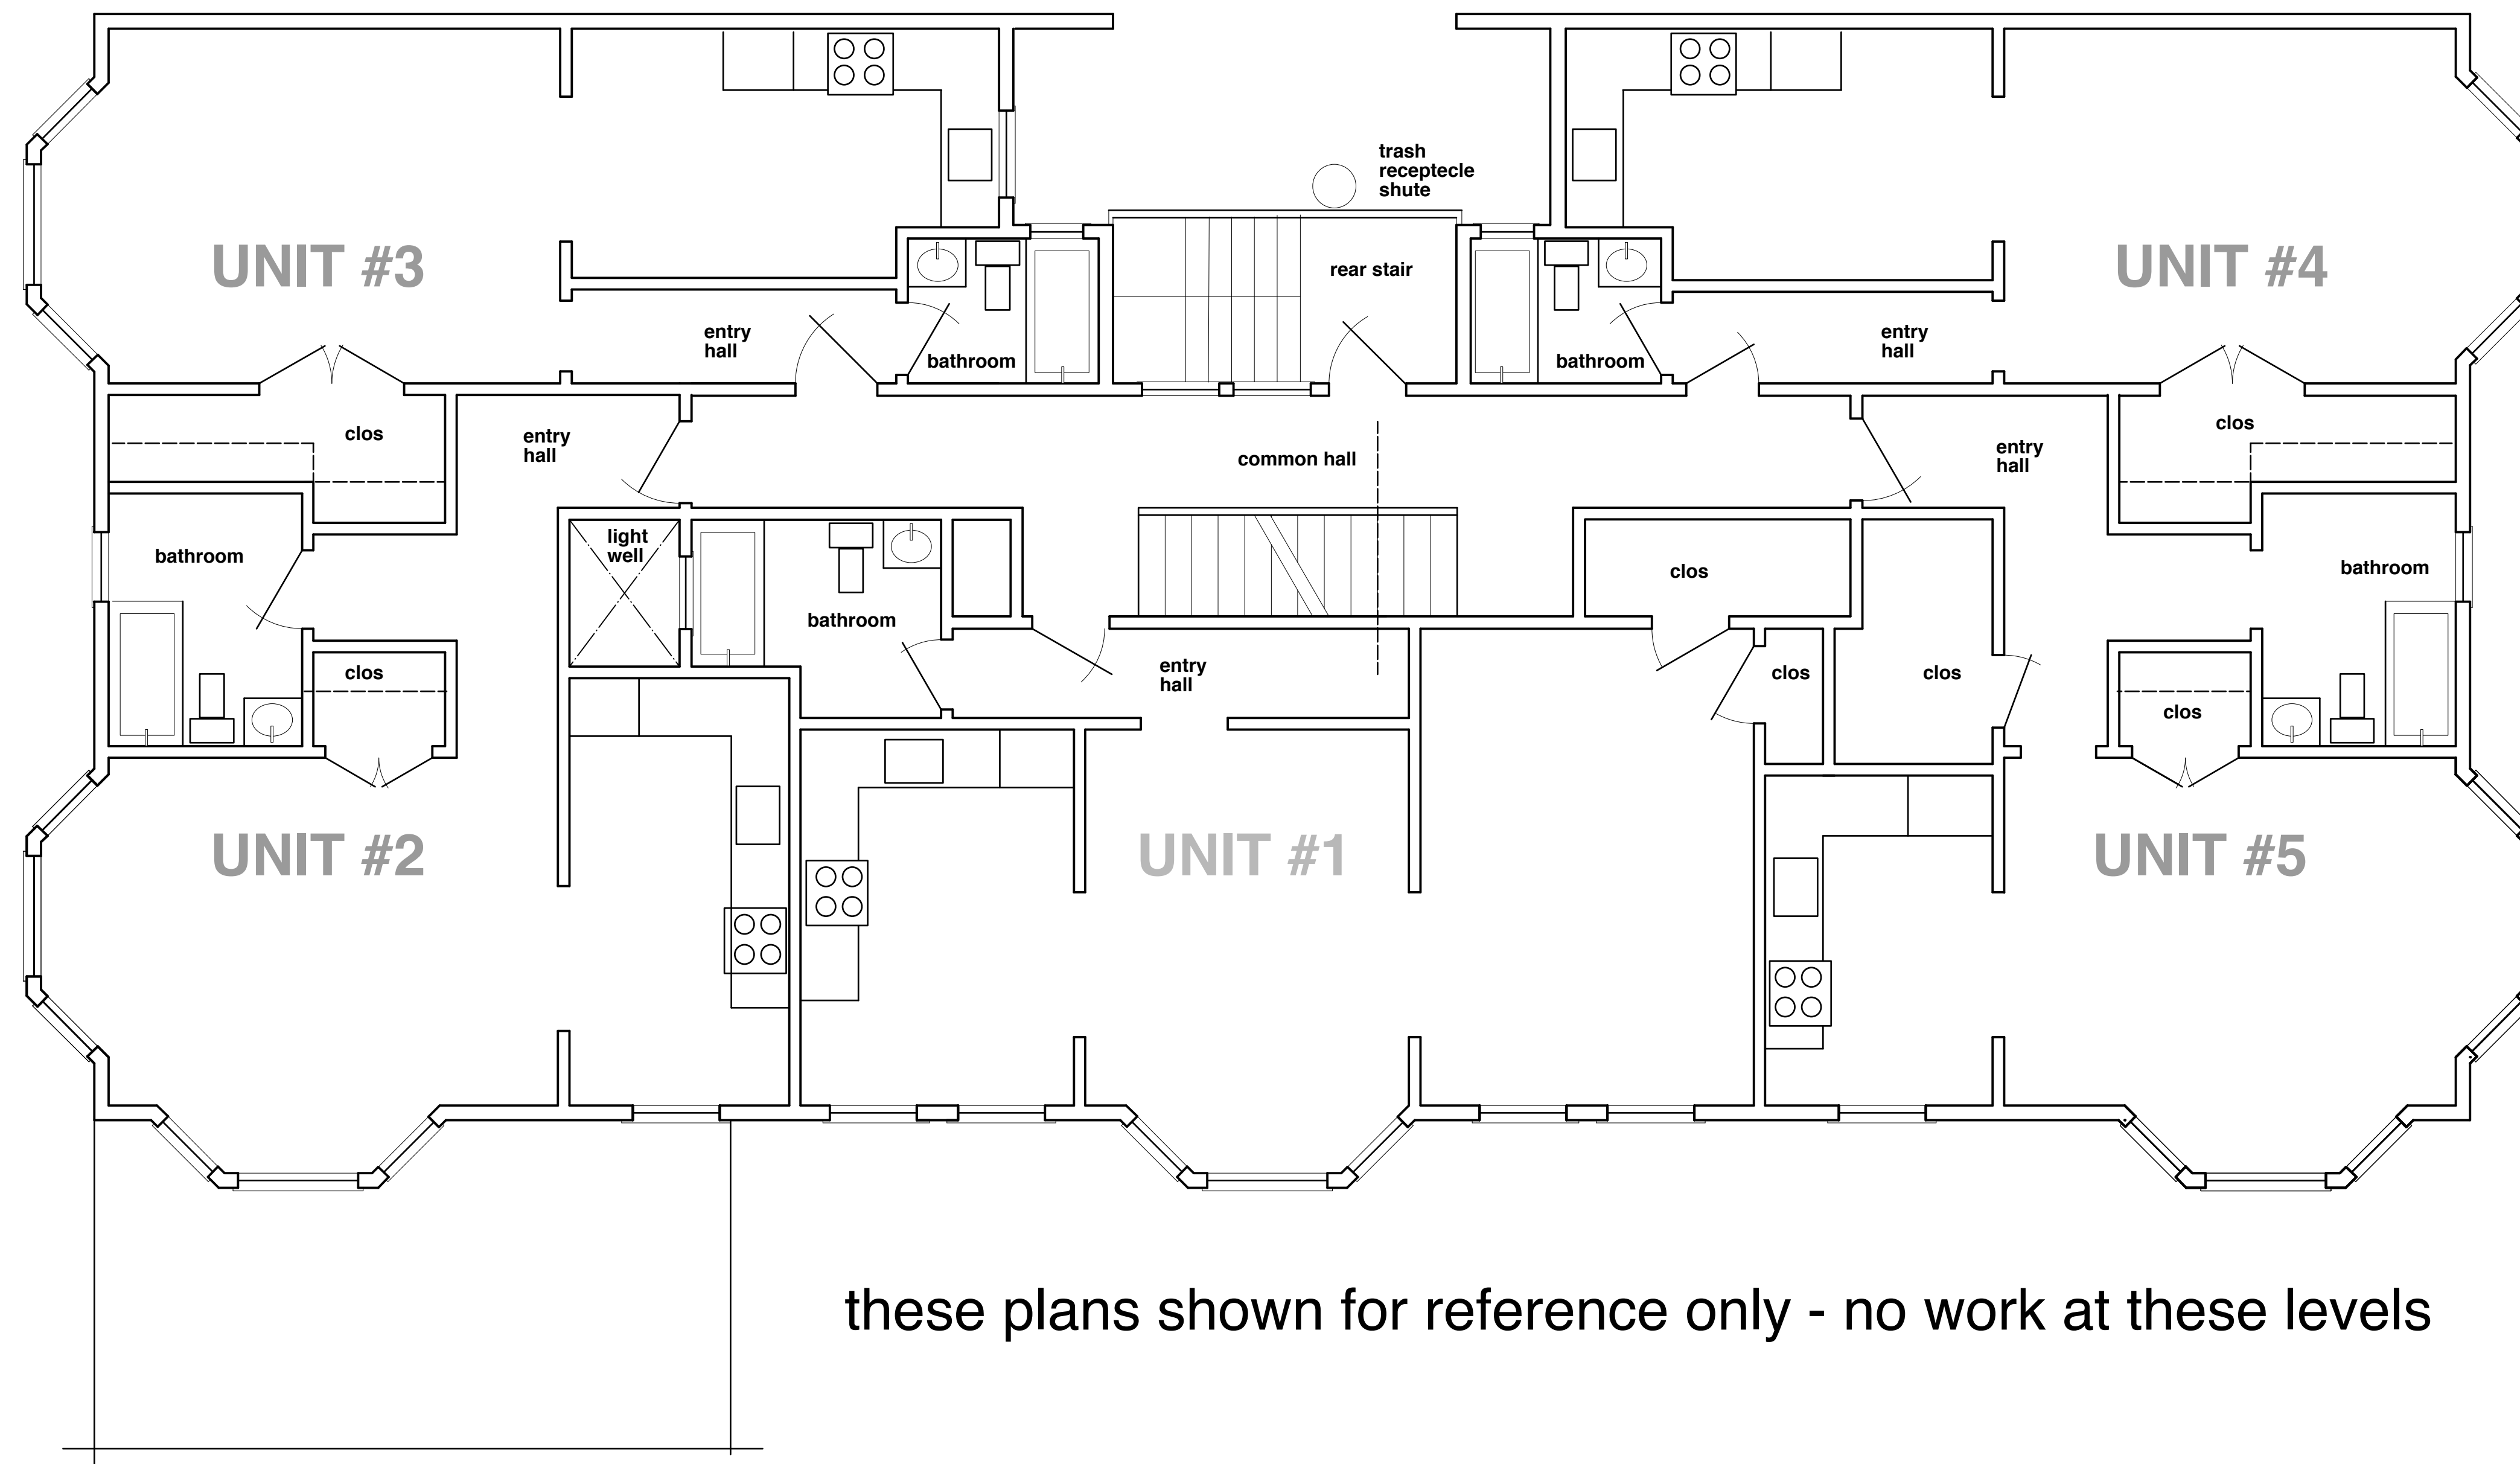 trash
receptecle
shute
UNIT #3
rear stair
UNIT #4
entry
hall
bathroom
bathroom
entry
hall
clos
entry
hall
common hall
entry
hall
clos
bathroom
light
well
bathroom
clos
bathroom
clos
entry
hall
clos
clos
clos
UNIT #2
UNIT #1
UNIT #5
these plans shown for reference only - no work at these levels